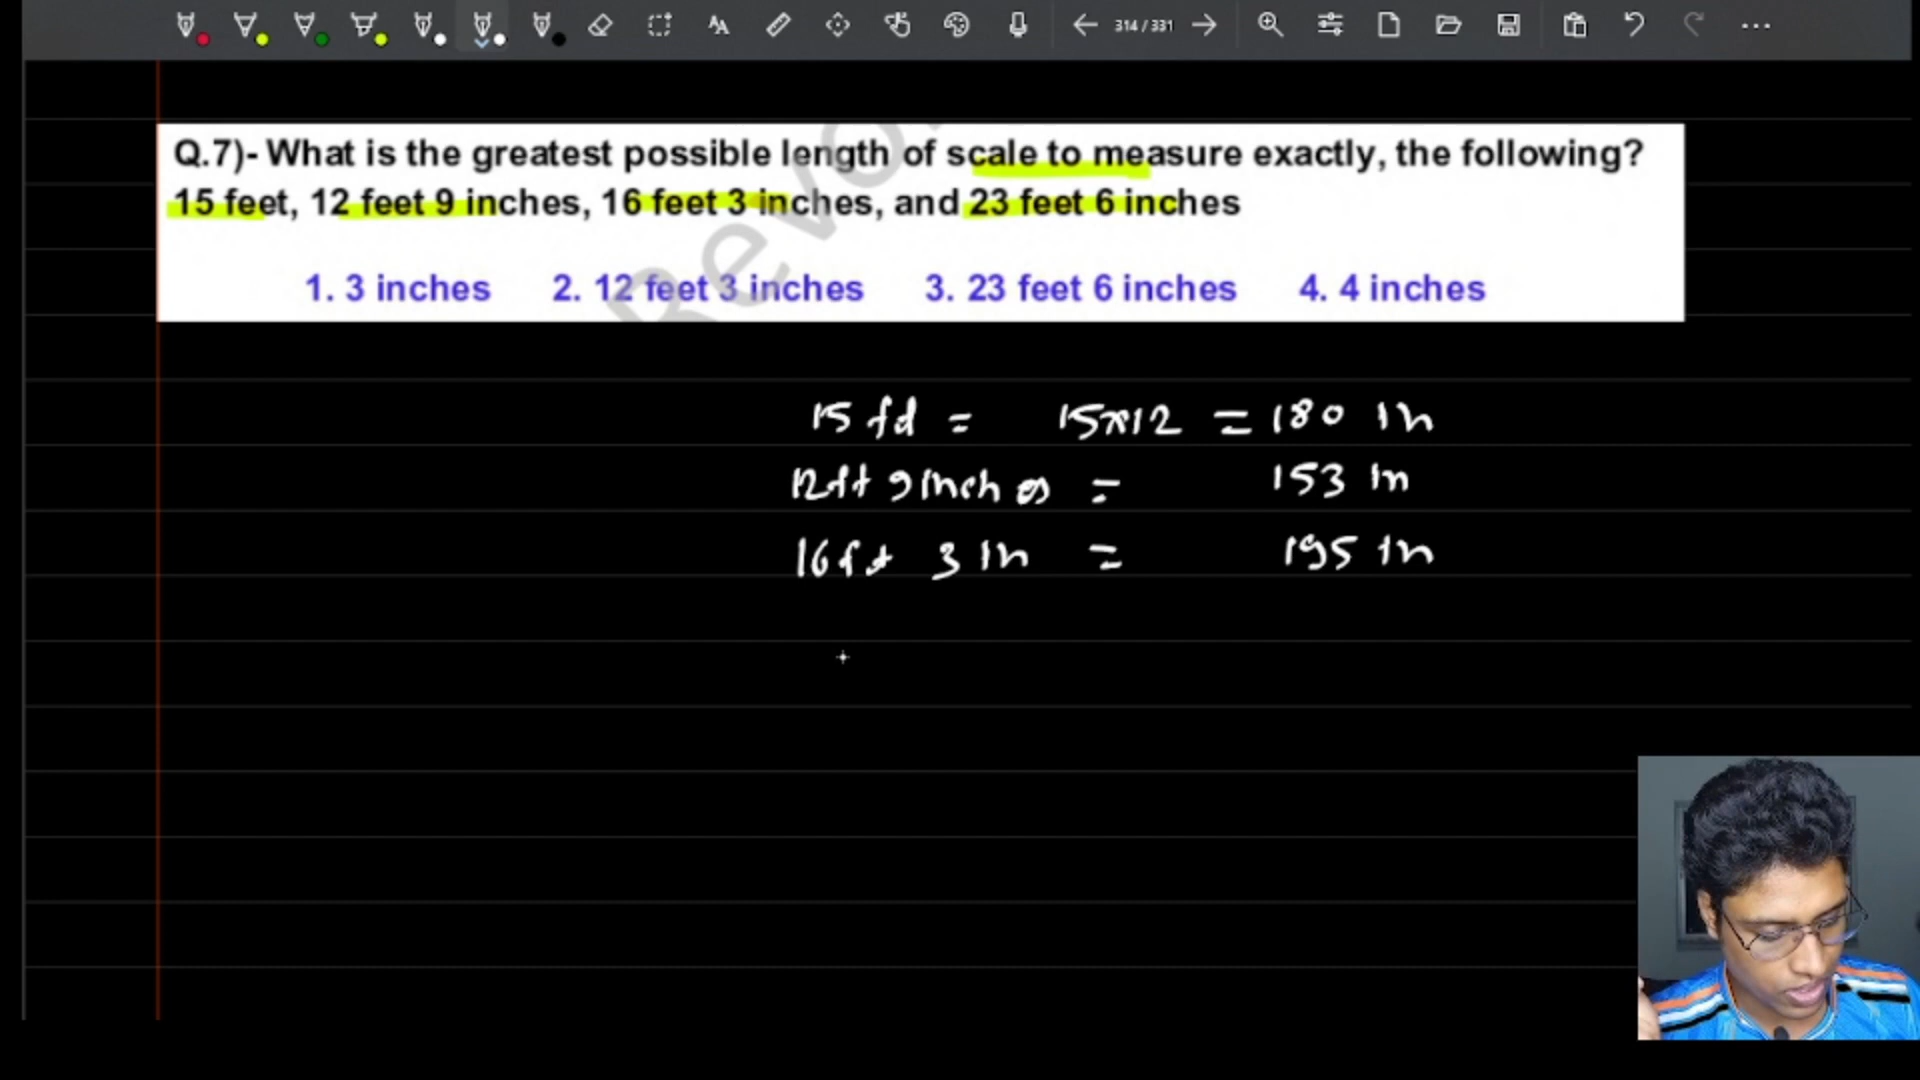 314 / 331
Q.7)- What is the greatest possible length of scale to measure exactly, the following?
15 feet, 12 feet 9 inches, 16 feet 3 inches, and 23 feet 6 inches
1. 3 inches 2. 12 feet 3 inches 3. 23 feet 6 inches 4. 4 inches
Revo
15 fd = 15x12 = 180 in
12ft 9 inches = 153 in
16ft 3 in = 195 in